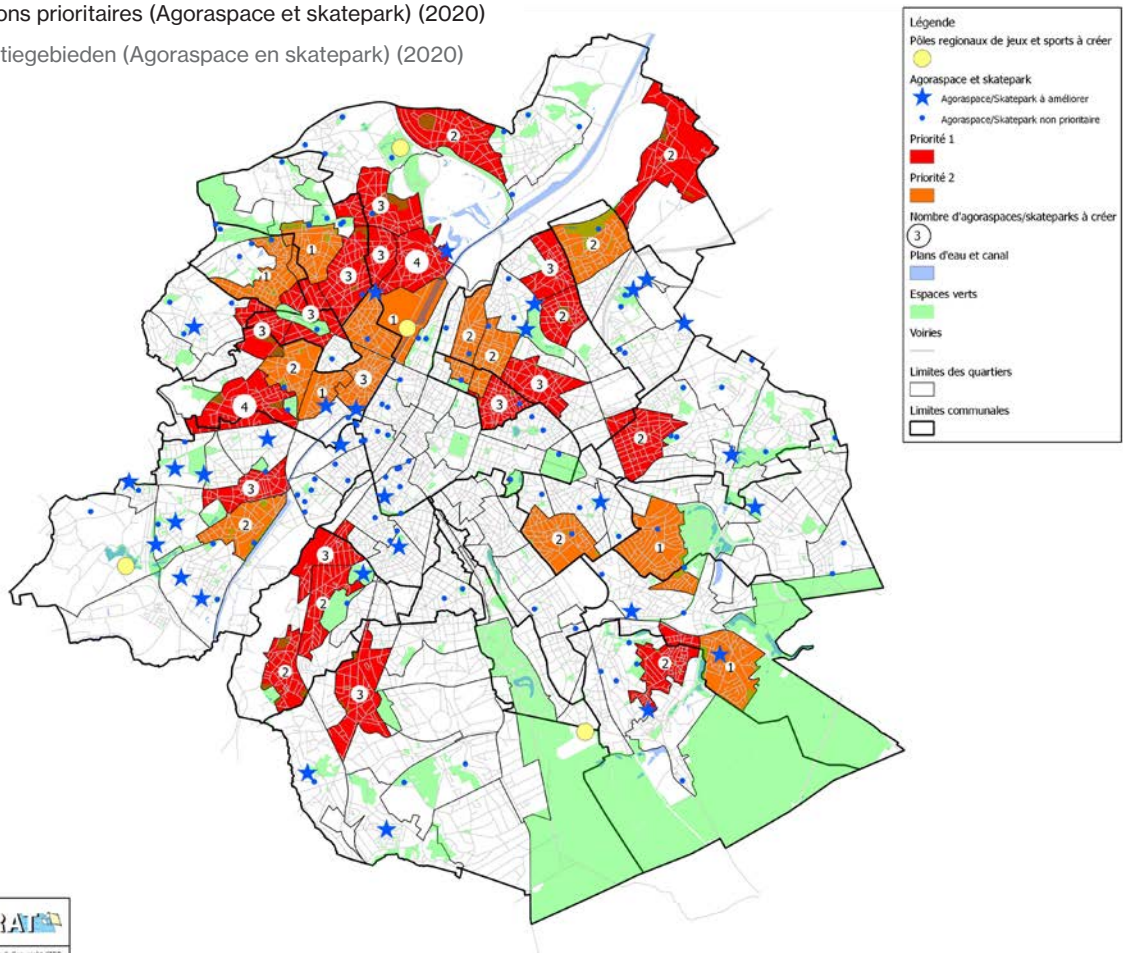 ons prioritaires (Agoraspace et skatepark) (2020)
tiegebieden (Agoraspace en skatepark) (2020)
Légende
Pôles regionaux de jeux et sports à créer
Agoraspace et skatepark
Agoraspace/Skatepark à améliorer
Agoraspace/Skatepark non prioritaire
Priorité 1
Priorité 2
Nombre d'agoraspaces/skateparks à créer
3
Plans d'eau et canal
Espaces verts
Voiries
Limites des quartiers
Limites communales
2
2
3
2
1
3
4
3
1
3
3
3
2
1
3
2
2
2
3
1
3
4
3
2
3
2
2
1
3
2
2
3
2
1
RAT